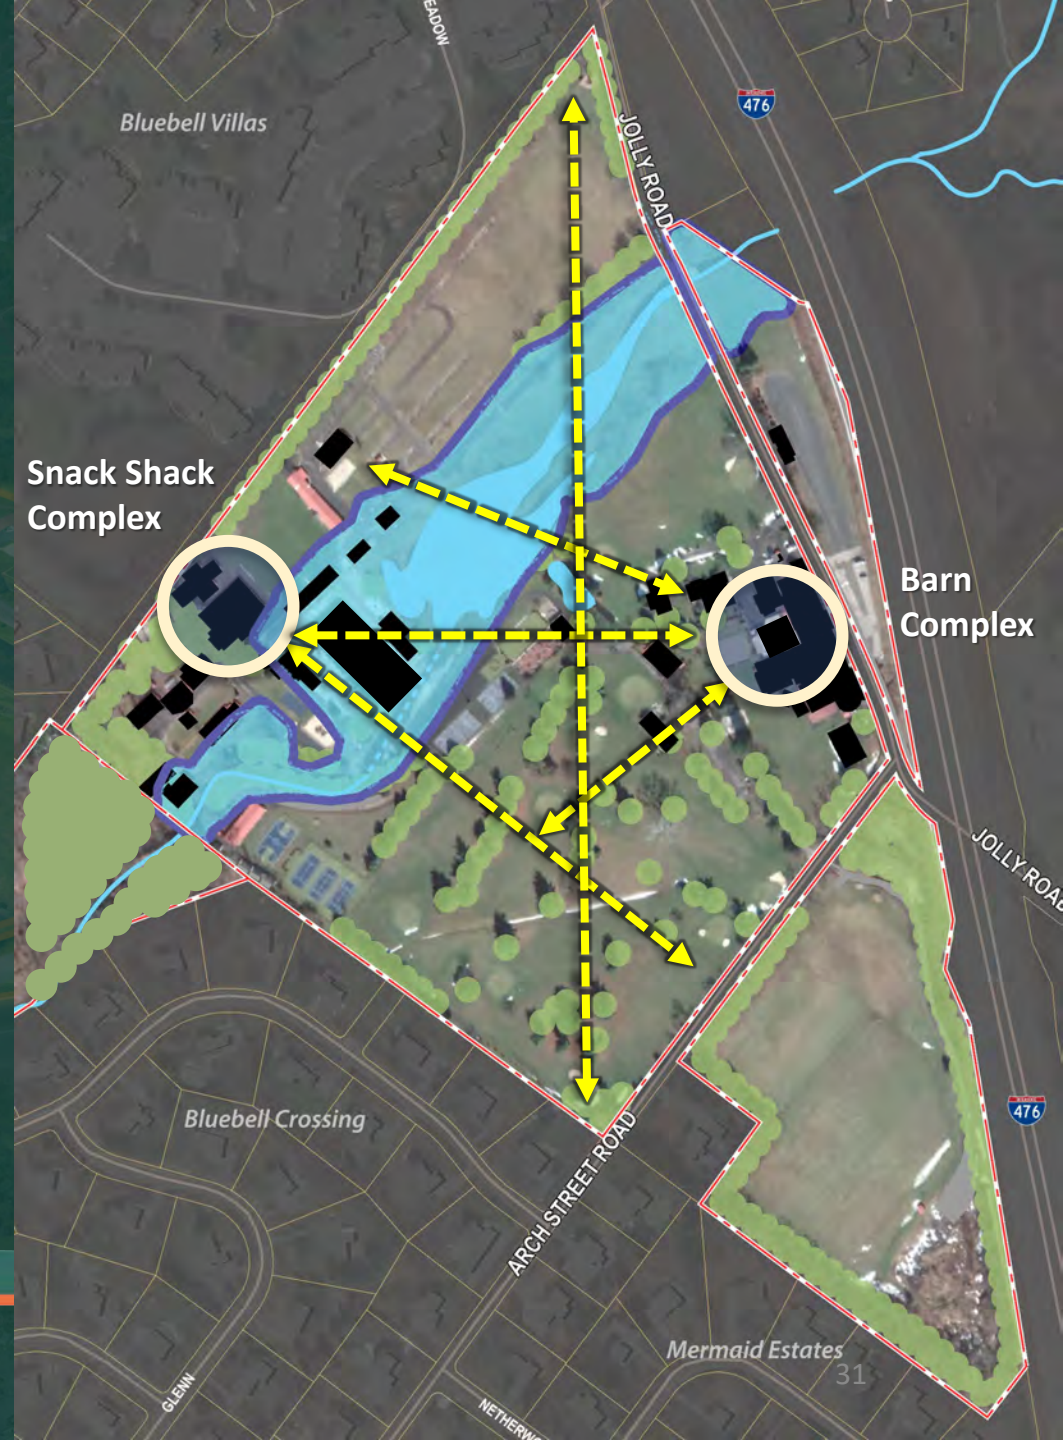 EADOW
Bluebell Villas
476
JOLLY ROAD
Snack Shack
Complex
Barn
Complex
JOLLY ROAD
Bluebell Crossing
476
ARCH STREET ROAD
Mermaid Estates
31
GLENN
NETHERWO